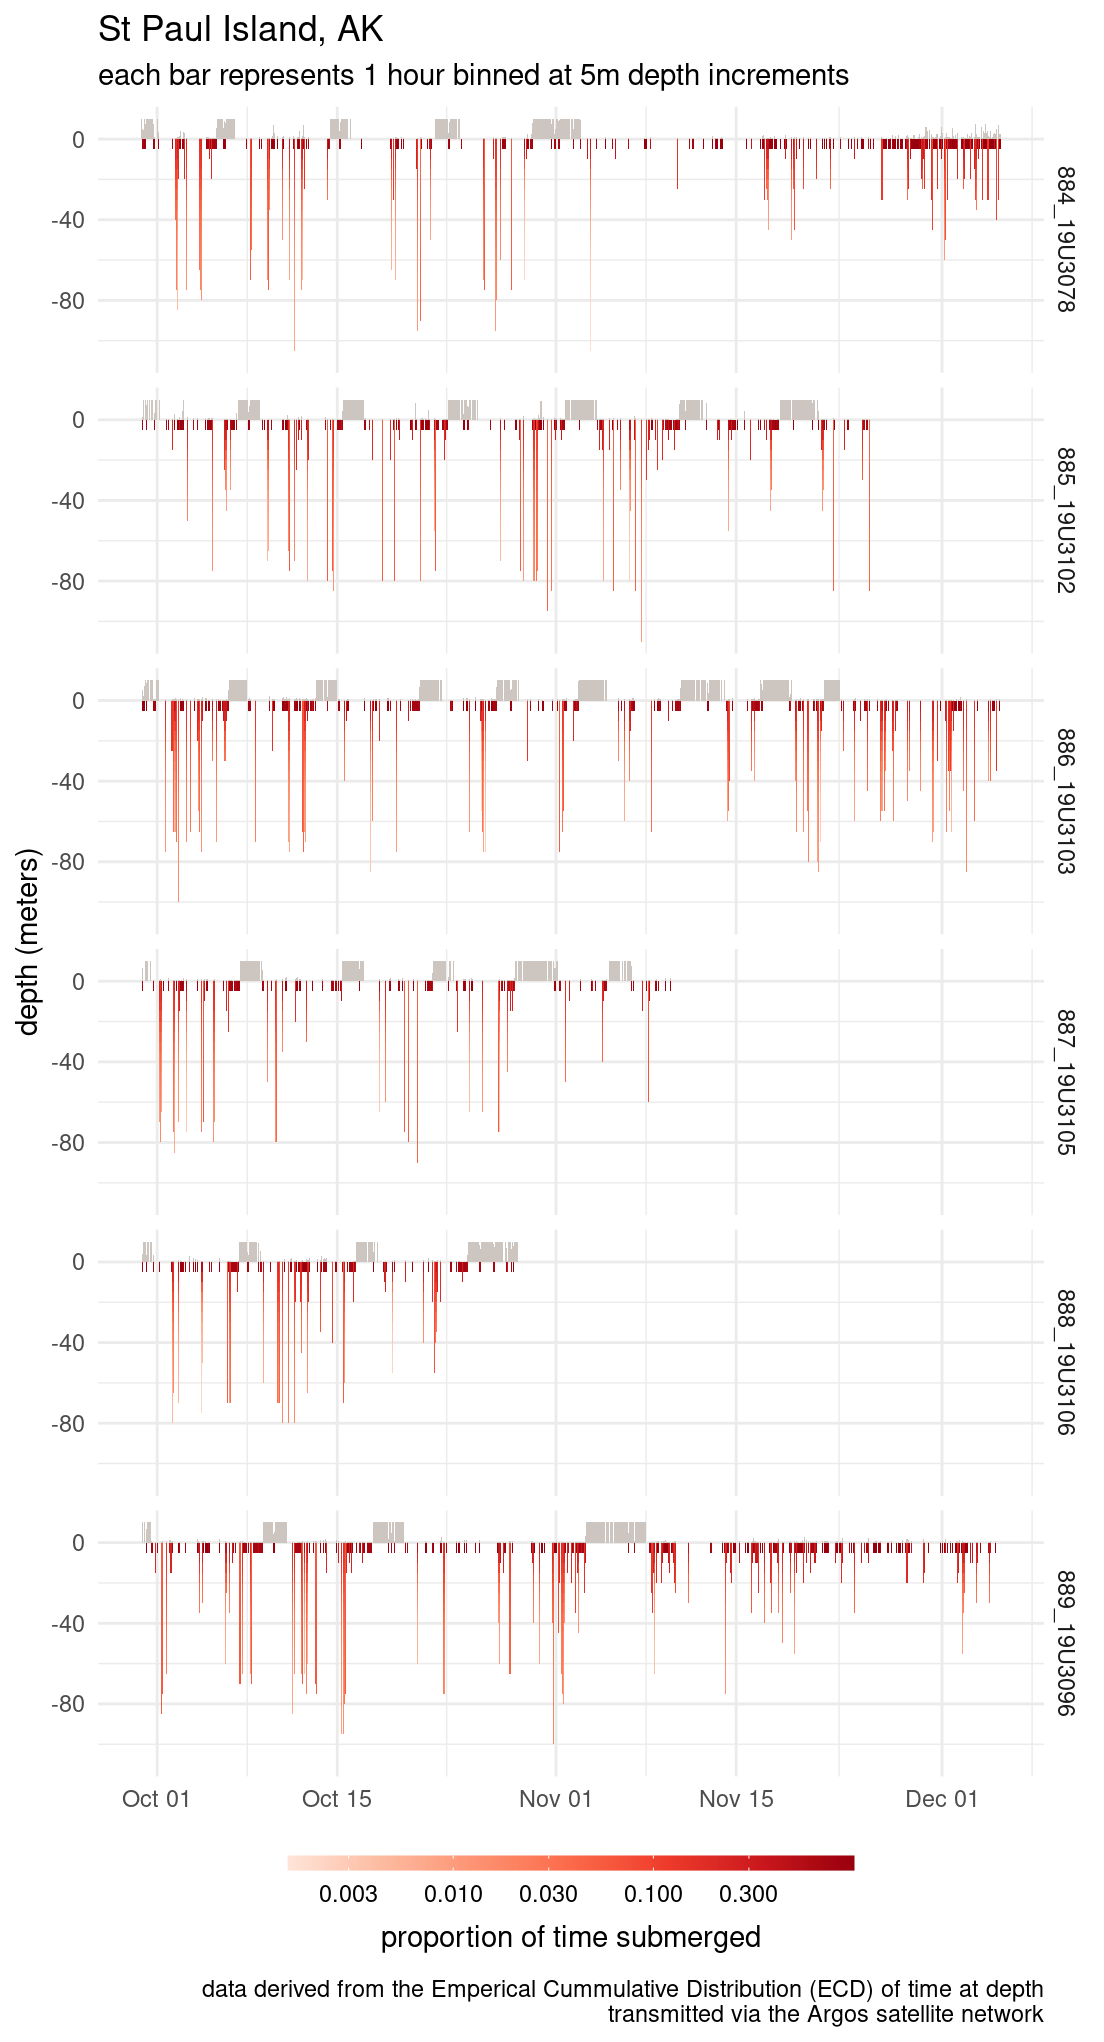 St Paul Island, AK
each bar represents 1 hour binned at 5m depth increments
0
-40
-80
884_19U3078
0
-40
-80
885_19U3102
0
-40
-80
886_19U3103
depth (meters)
0
-40
-80
887_19U3105
0
-40
-80
888_19U3106
0
-40
-80
889_19U3096
Oct 01 Oct 15 Nov 01 Nov 15 Dec 01
0.003 0.010 0.030 0.100 0.300
proportion of time submerged
data derived from the Emperical Cummulative Distribution (ECD) of time at depth
transmitted via the Argos satellite network